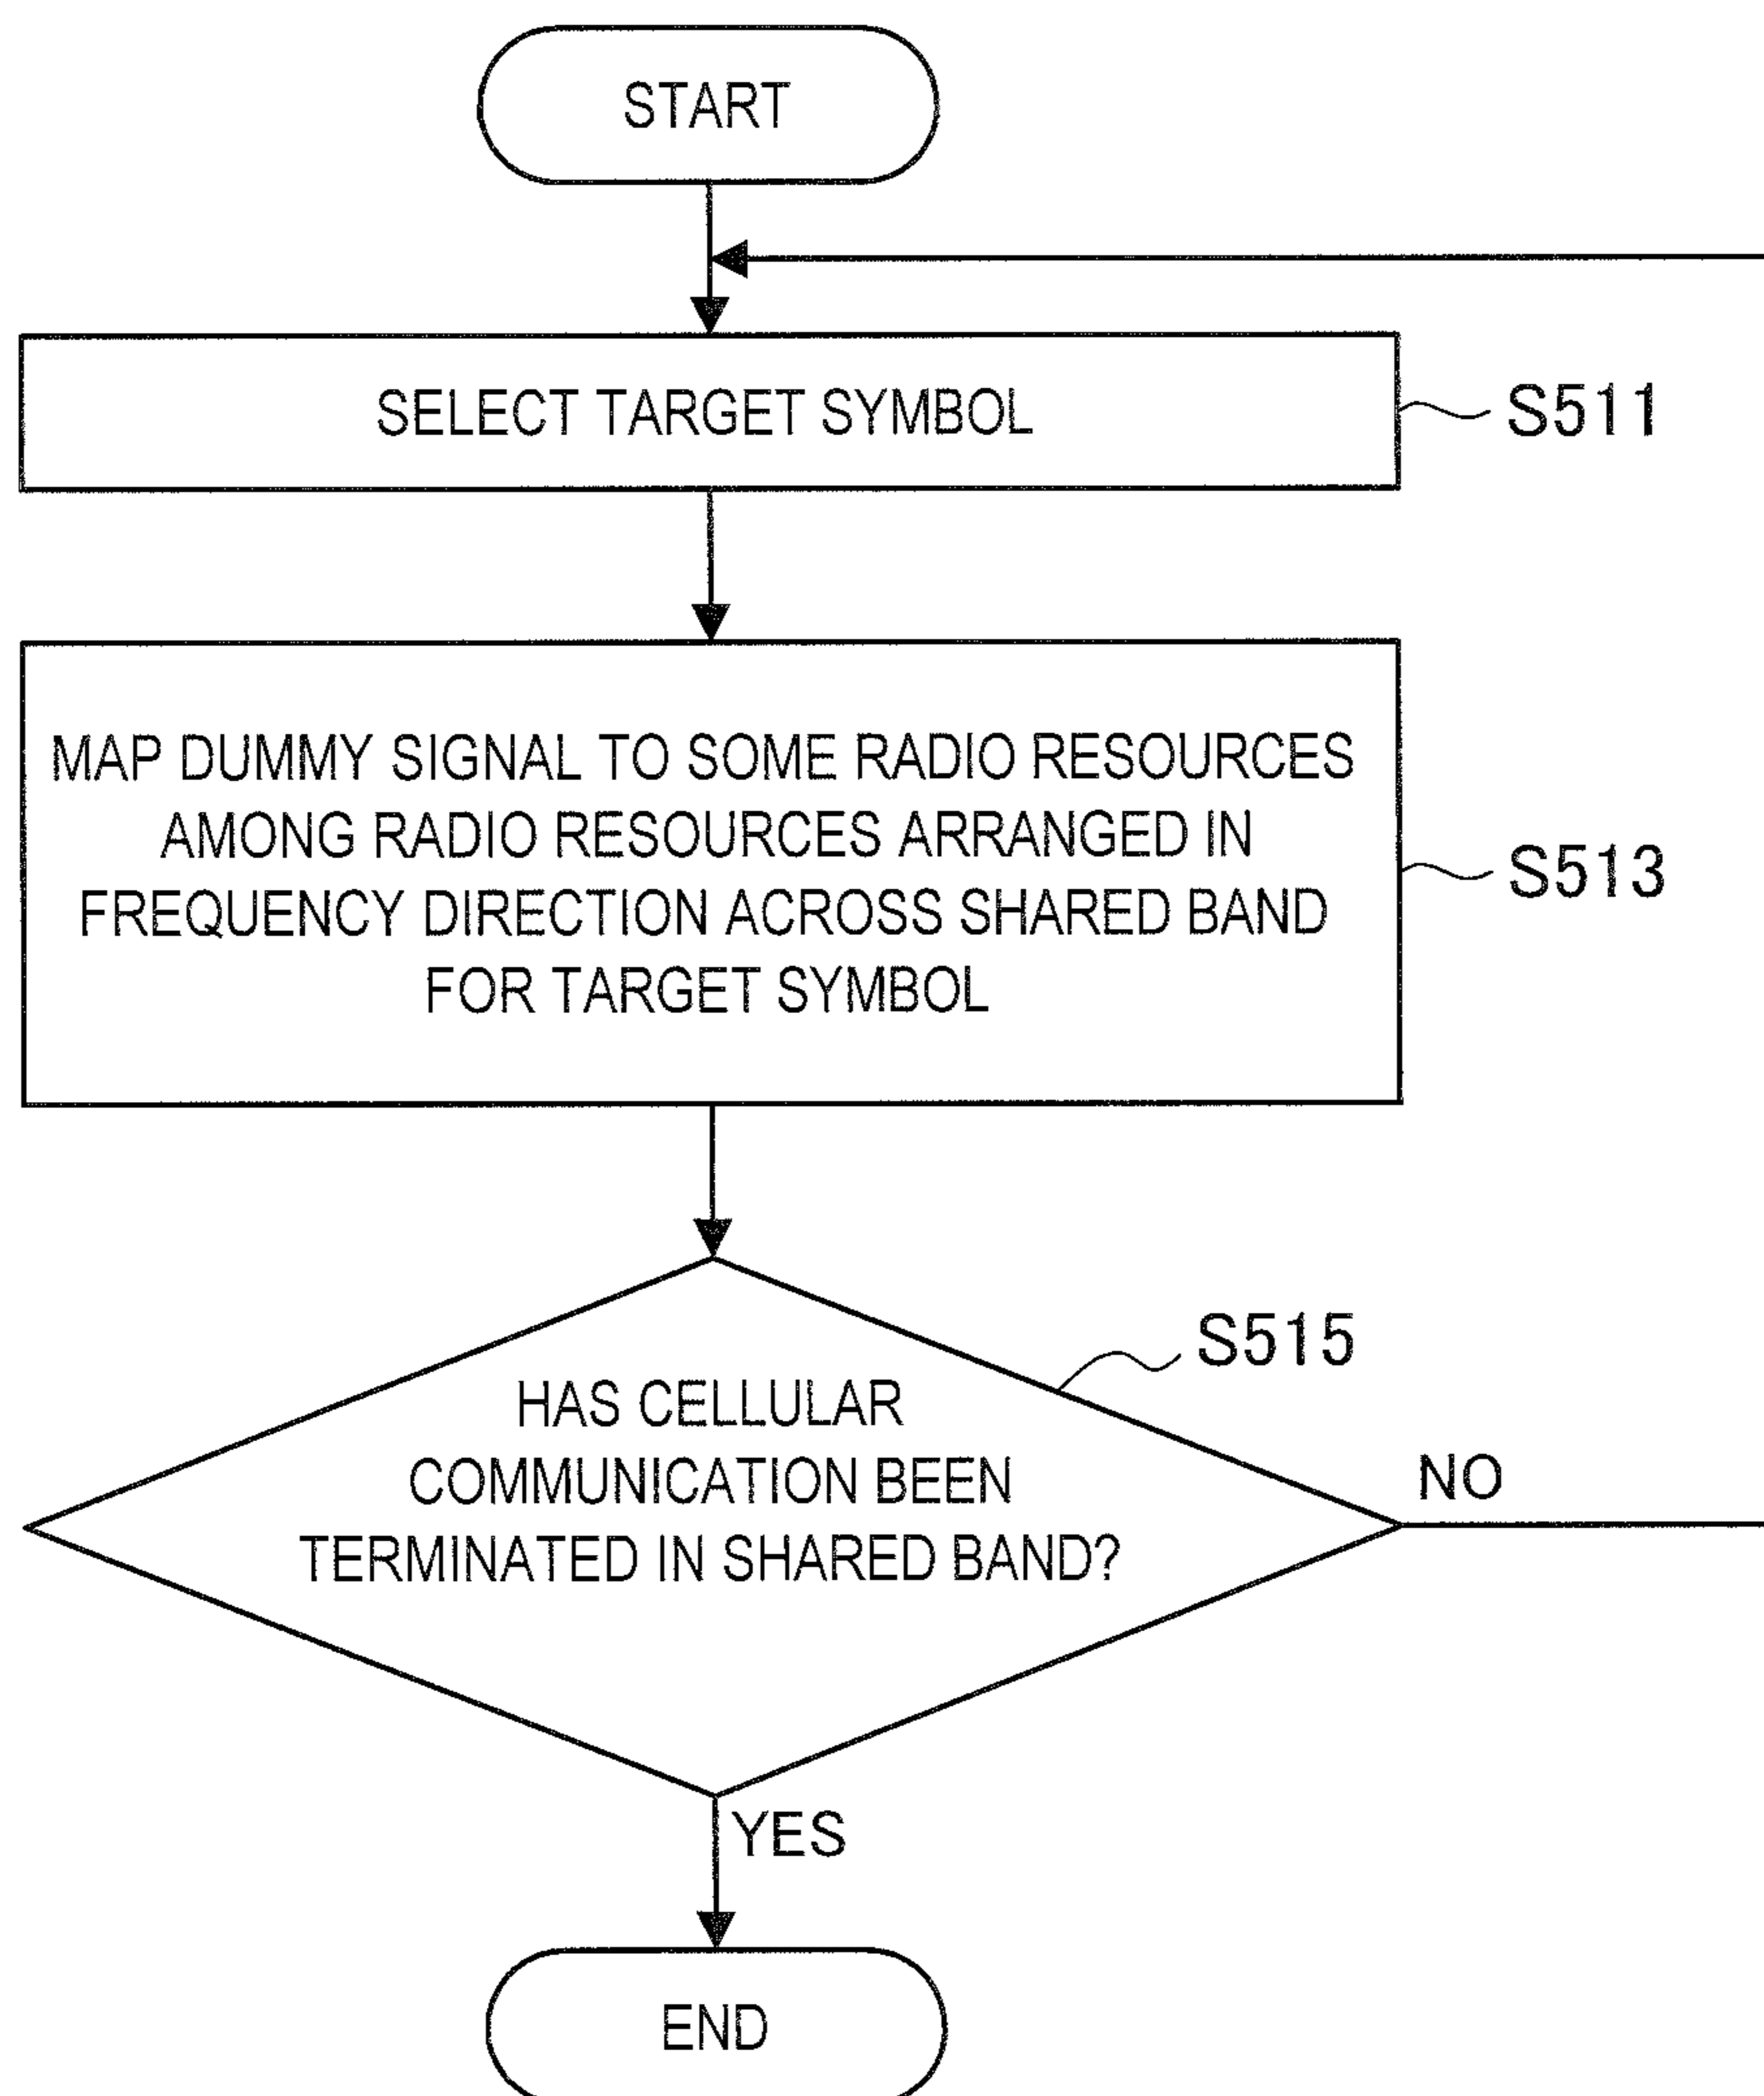 START
SELECT TARGET SYMBOL
S511
MAP DUMMY SIGNAL TO SOME RADIO RESOURCES
AMONG RADIO RESOURCES ARRANGED IN
FREQUENCY DIRECTION ACROSS SHARED BAND
FOR TARGET SYMBOL
S513
S515
HAS CELLULAR
COMMUNICATION BEEN
TERMINATED IN SHARED BAND?
NO
YES
END